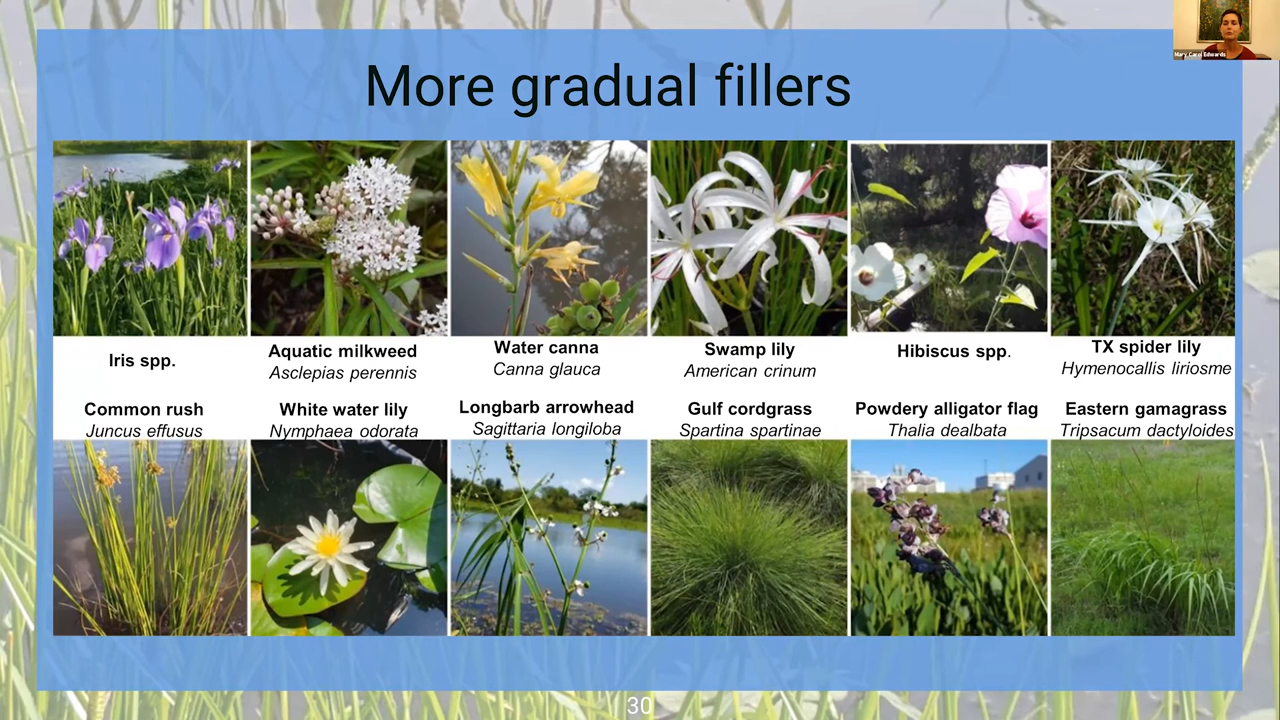 Mary Carol Edwards
More gradual fillers
Iris spp.
Aquatic milkweed
Asclepias perennis
Water canna
Canna glauca
Swamp lily
American crinum
Hibiscus spp.
TX spider lily
Hymenocallis liriosme
Common rush
Juncus effusus
White water lily
Nymphaea odorata
Longbarb arrowhead
Sagittaria longiloba
Gulf cordgrass
Spartina spartinae
Powdery alligator flag
Thalia dealbata
Eastern gamagrass
Tripsacum dactyloides
30